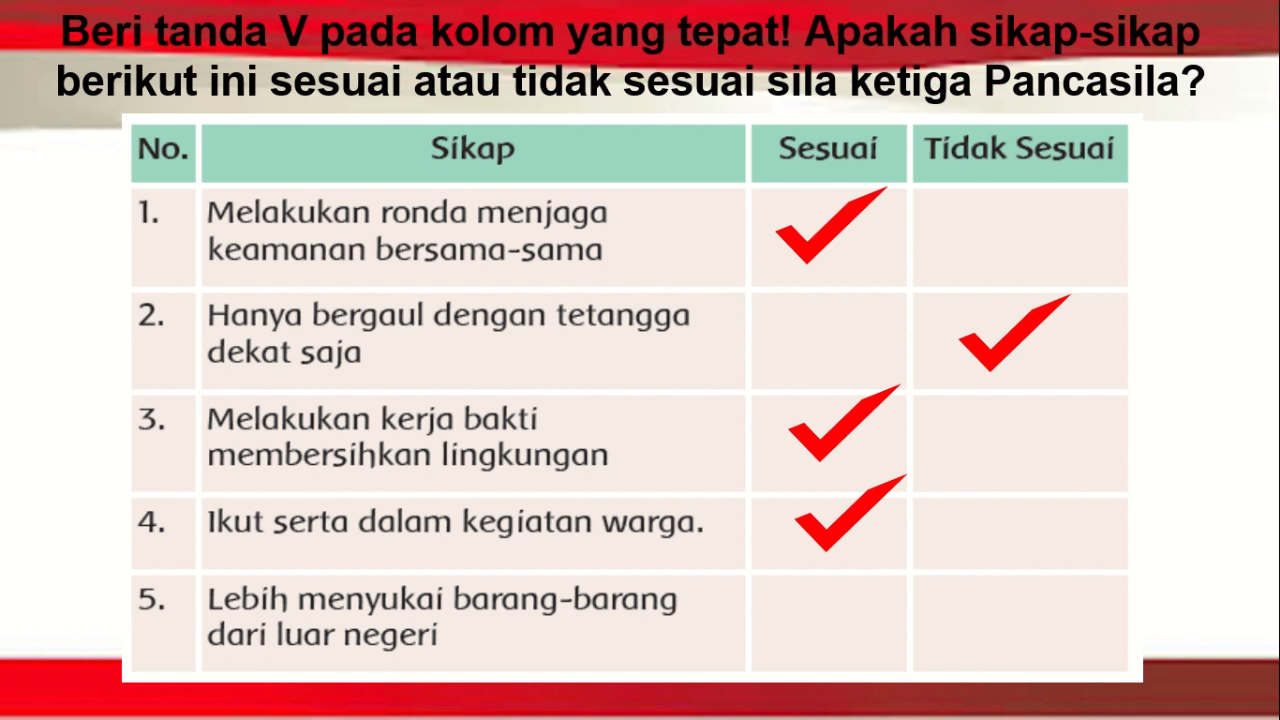 Beri tanda V pada kolom yang tepat! Apakah sikap-sikap
berikut ini sesuai atau tidak sesuai sila ketiga Pancasila?
No. Sikap Sesuai Tidak Sesuai
1. Melakukan ronda menjaga
keamanan bersama-sama
2. Hanya bergaul dengan tetangga
dekat saja
3. Melakukan kerja bakti
membersihkan lingkungan
4. Ikut serta dalam kegiatan warga.
5. Lebih menyukai barang-barang
dari luar negeri